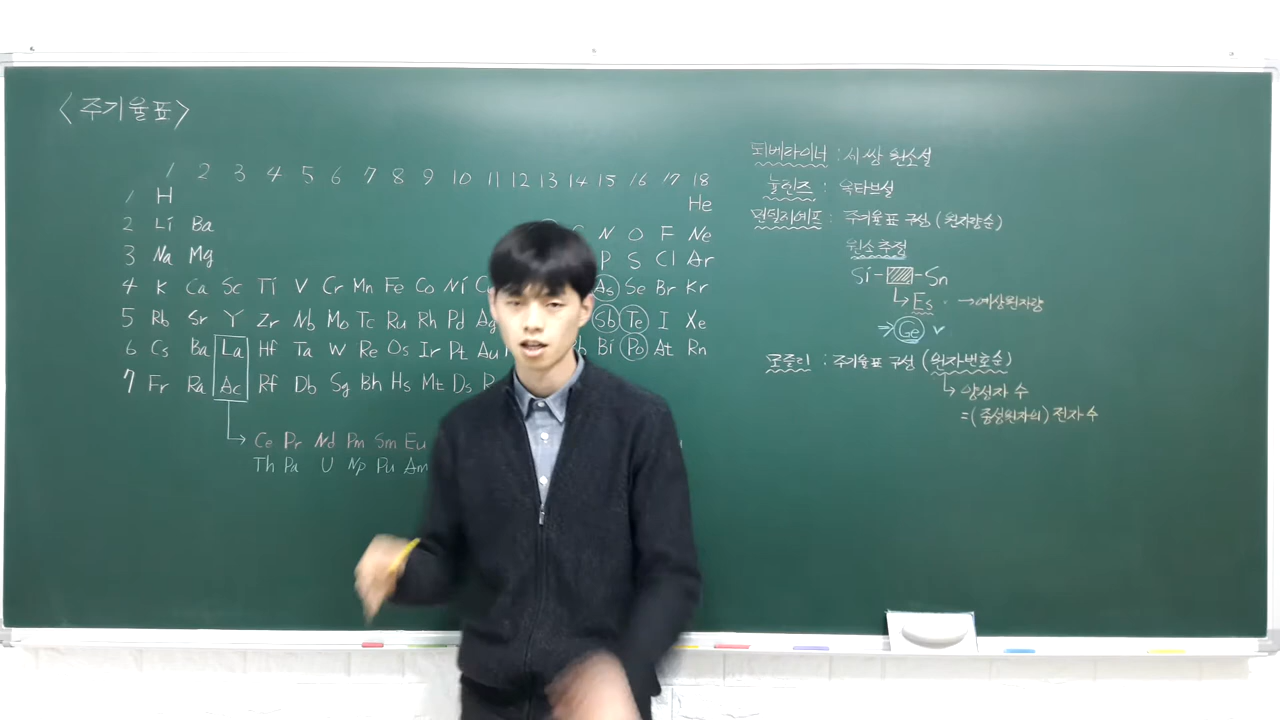 <주기율표>
1 2 3 4 5 6 7 8 9 10 11 12 13 14 15 16 17 18
1 H He
2 Li Ba N O F Ne
3 Na Mg P S Cl Ar
4 K Ca Sc Ti V Cr Mn Fe Co Ni As Se Br Kr
5 Rb Sr Y Zr Nb Mo Tc Ru Rh Pd Ag Sb Te I Xe
6 Cs Ba La Hf Ta W Re Os Ir Pt Au Bi Po At Rn
7 Fr Ra Ac Rf Db Sg Bh Hs Mt Ds
Ce Pr Nd Pm Sm Eu
Th Pa U Np Pu Am
되베라이너 : 세 쌍 원소설
뉼렌즈 : 옥타브설
멘델레예프 : 주기율표 구성 (원자량순)
원소 추정
Si - - Sn
↳ Es → 예상원자량
⇒ Ge ✓
모즐리 : 주기율표 구성 (원자번호순)
↳ 양성자 수
= (중성원자의) 전자 수